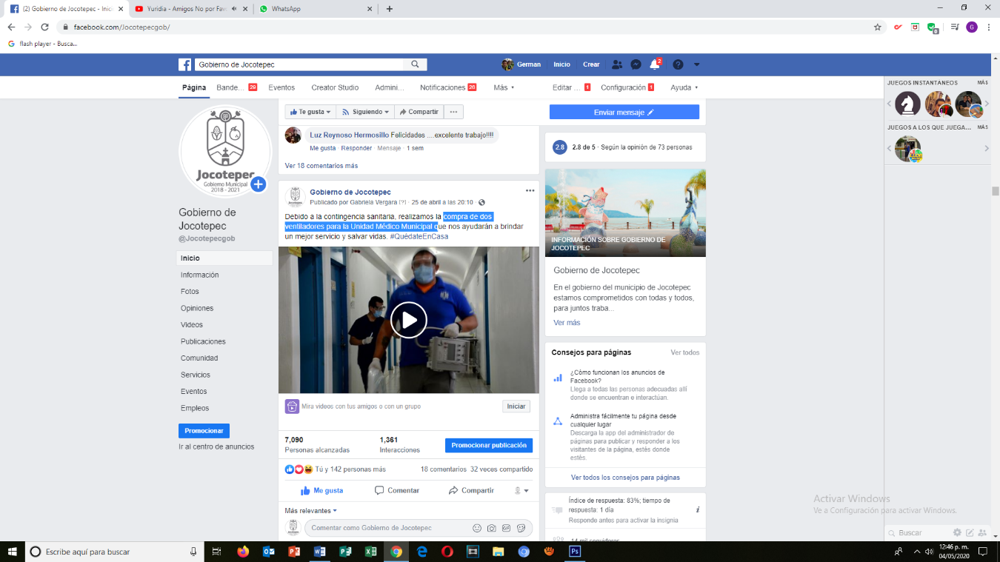 (2) Gobierno de Jocotepec - Inic
Yuridia - Amigos No por Fav
WhatsApp
facebook.com/Jocotepecgob/
G
flash player - Busca...
Gobierno de Jocotepec
German
Inicio
Crear
2
Página
Bande... 29
Eventos
Creator Studio
Admini...
Notificaciones 26
Más
Editar ... 1
Configuración 1
Ayuda
Te gusta
Siguiendo
Compartir
Enviar mensaje
Jocotepec
Gobierno Municipal
2018 - 2021
Gobierno de
Jocotepec
@Jocotepecgob
Inicio
Información
Fotos
Opiniones
Videos
Publicaciones
Comunidad
Servicios
Eventos
Empleos
Promocionar
Ir al centro de anuncios
Luz Reynoso Hermosillo Felicidades ....excelente trabajo!!!!
Me gusta · Responder · Mensaje · 1 sem
Ver 18 comentarios más
Gobierno de Jocotepec
Publicado por Gabriela Vergara [?] · 25 de abril a las 20:10 ·
Debido a la contingencia sanitaria, realizamos la compra de dos
ventiladores para la Unidad Médico Municipal que nos ayudarán a brindar
un mejor servicio y salvar vidas. #QuédateEnCasa
Mira videos con tus amigos o con un grupo
Iniciar
7,090
Personas alcanzadas
1,361
Interacciones
Promocionar publicación
Tú y 142 personas más
18 comentarios 32 veces compartido
Me gusta
Comentar
Compartir
Más relevantes
Comentar como Gobierno de Jocotepec
GIF
2.8
2.8 de 5 · Según la opinión de 73 personas
INFORMACIÓN SOBRE GOBIERNO DE
JOCOTEPEC
Gobierno de Jocotepec
En el gobierno del municipio de Jocotepec
estamos comprometidos con todas y todos,
para juntos traba...
Ver más
Consejos para páginas
Ver todos
¿Cómo funcionan los anuncios de
Facebook?
Llega a todas las personas adecuadas allí
donde se encuentren e interactúan.
Administra fácilmente tu página desde
cualquier lugar
Descarga la app del administrador de
páginas para publicar y responder a los
visitantes de la página, estés donde
estés.
Ver todos los consejos para páginas
Índice de respuesta: 83%; tiempo de
respuesta: 1 día
Responde antes para activar la insignia
14 mil seguidores
JUEGOS INSTANTÁNEOS
MÁS
JUEGOS A LOS QUE JUEGA...
MÁS
Activar Windows
Ve a Configuración para activar Windows.
Buscar
Escribe aquí para buscar
12:46 p. m.
04/05/2020